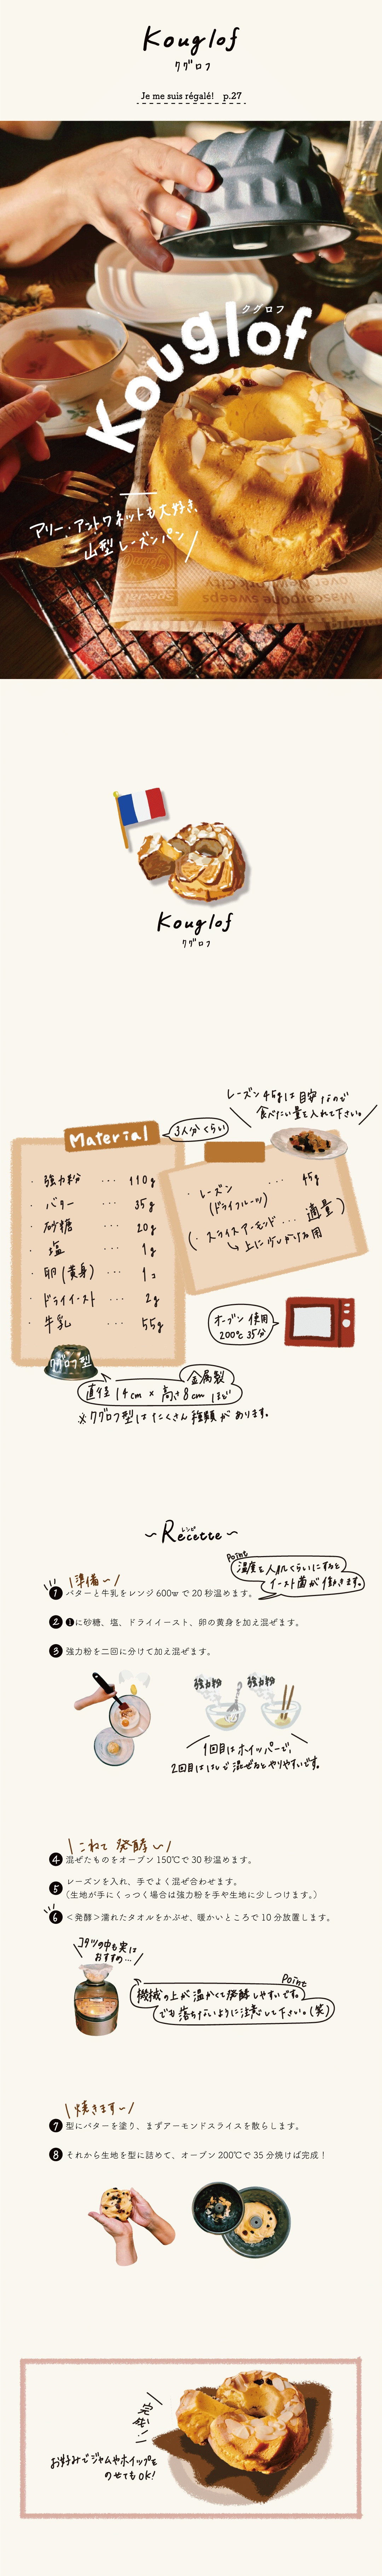 Kouglof
クグロフ
Je me suis régalé! p.27
クグロフ
Kouglof
アリー・アントワネットも大好き、
山型レーズンパン
Kouglof
クグロフ
レーズン45gは目安なので
食べたい量を入れて下さい。
Material
3人分くらい
・強力粉 ・・・ 110g
・バター ・・・ 35g
・砂糖 ・・・ 20g
・塩 ・・・ 1g
・卵(黄身) ・・・ 1コ
・ドライイースト ・・・ 2g
・牛乳 ・・・ 55g
・レーズン ・・・ 45g
(ドライフルーツ)
(・スライスアーモンド ・・・ 適量)
オーブン使用
200℃ 35分
クグロフ型
金属製
直径14cm × 高さ8cm ほど
※クグロフ型はたくさん種類があります。
レシピ
~Recette~
準備~
Point
温度を人肌くらいにすると
イースト菌が働きます。
1 バターと牛乳をレンジ600wで20秒温めます。
2 ❶に砂糖、塩、ドライイースト、卵の黄身を加え混ぜます。
3 強力粉を二回に分けて加え混ぜます。
強力粉
強力粉
1回目はホイッパーで、
2回目ははしで混ぜるとやりやすいです。
こねて 発酵~
4 混ぜたものをオーブン150℃で30秒温めます。
5 レーズンを入れ、手でよく混ぜ合わせます。
(生地が手にくっつく場合は強力粉を手や生地に少しつけます。)
6 <発酵>濡れたタオルをかぶせ、暖かいところで10分放置します。
コタツの中も実は
おすすめ…
Point
機械の上が温かくて発酵しやすいです。
でも落ちないように注意して下さい。(笑)
焼きます~
7 型にバターを塗り、まずアーモンドスライスを散らします。
8 それから生地を型に詰めて、オーブン200℃で35分焼けば完成!
完成!
お好みでジャムやホイップを
のせてもOK!